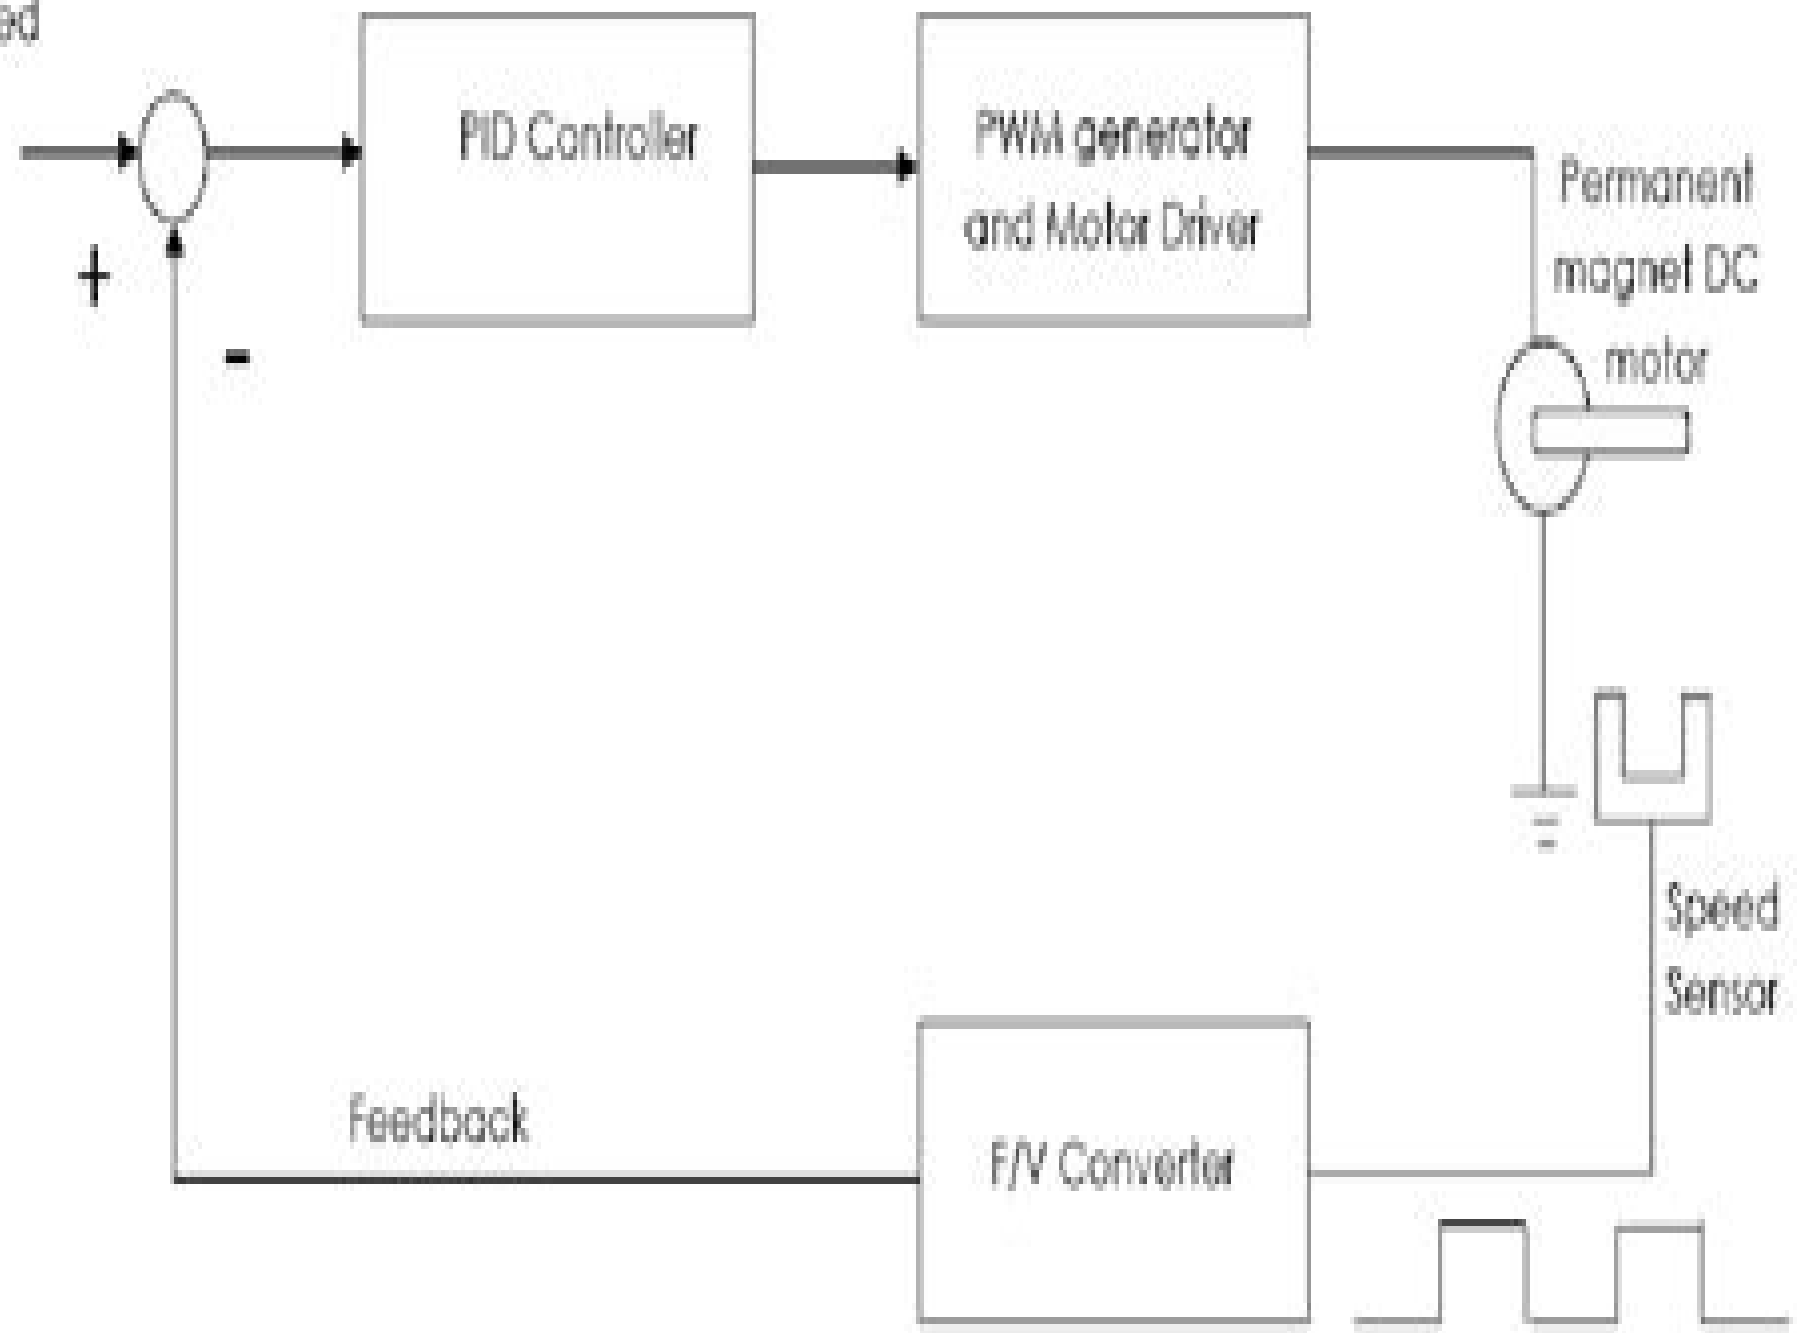 PID Controller
PWM generator
and Motor Driver
Permanent
magnet DC
motor
+
-
Speed
Sensor
Feedback
F/V Converter